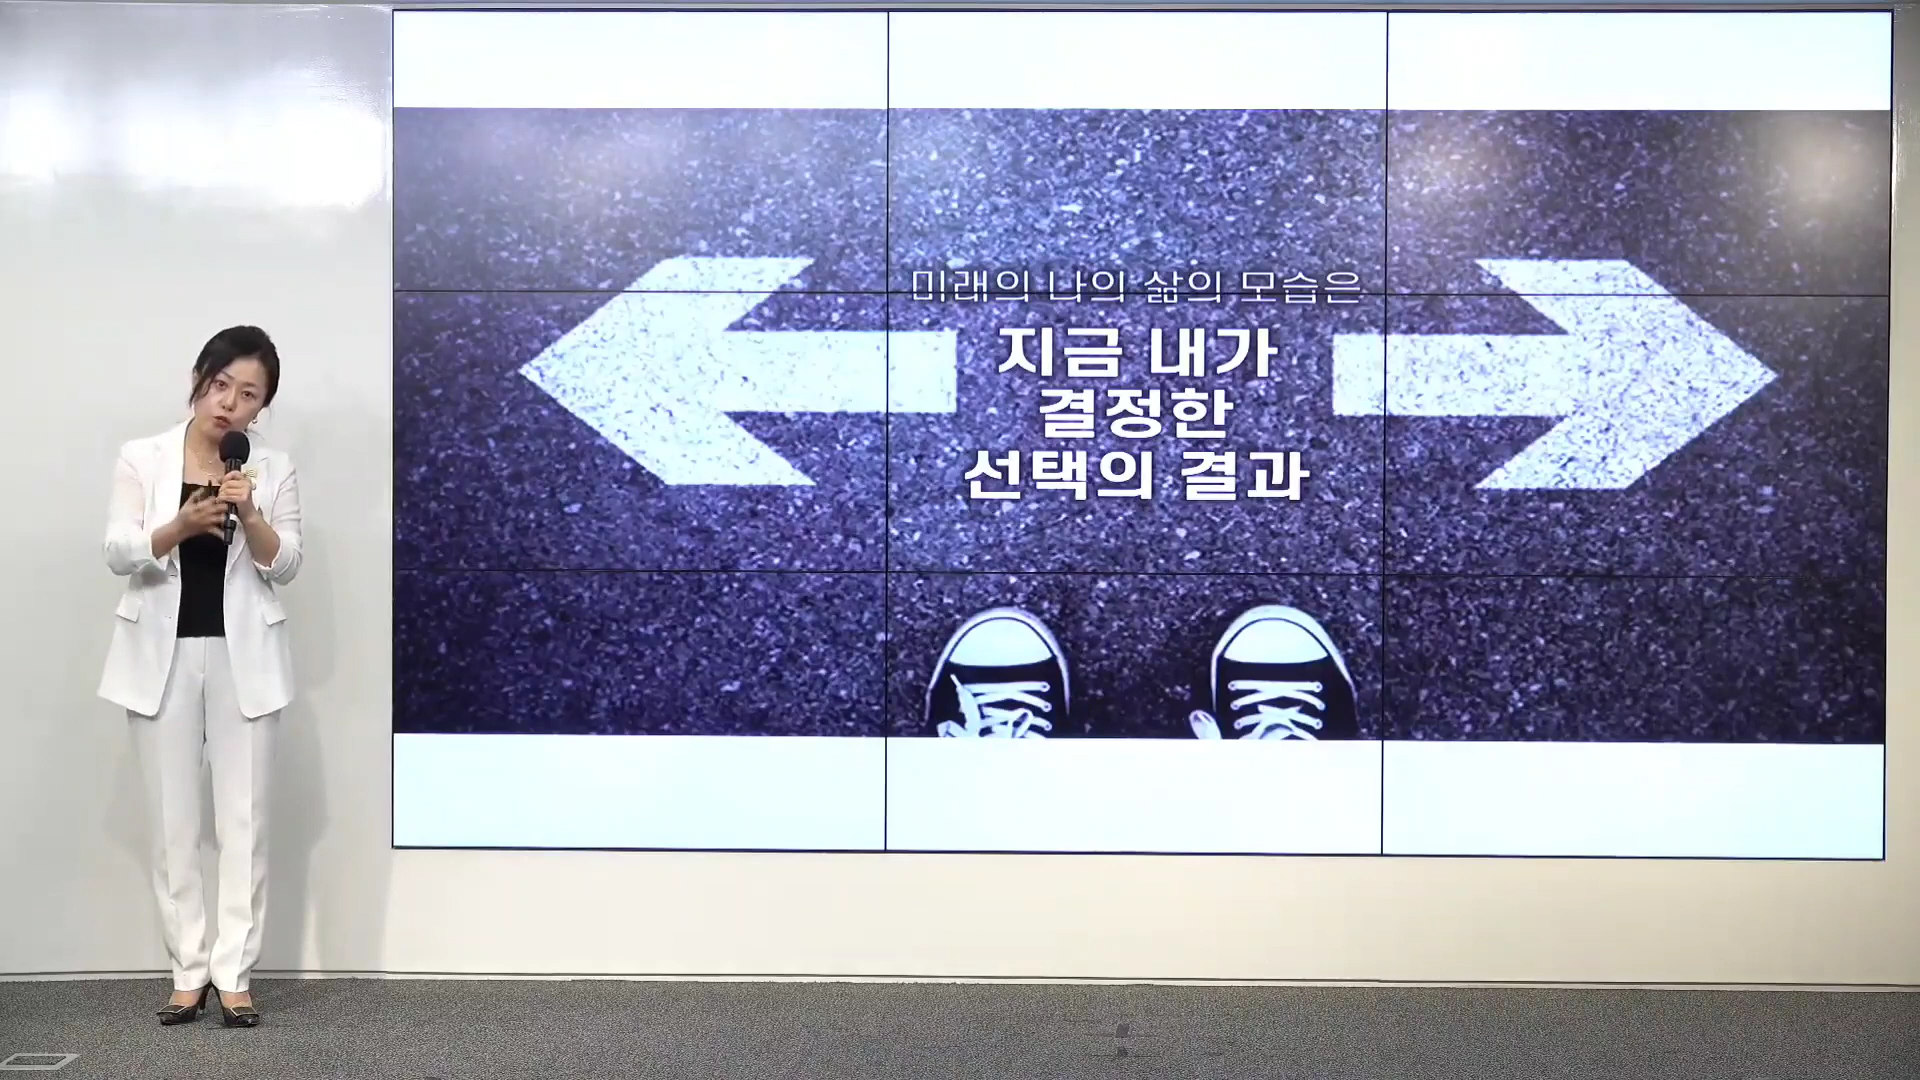 미래의 나의 삶의 모습은
지금 내가
결정한
선택의 결과